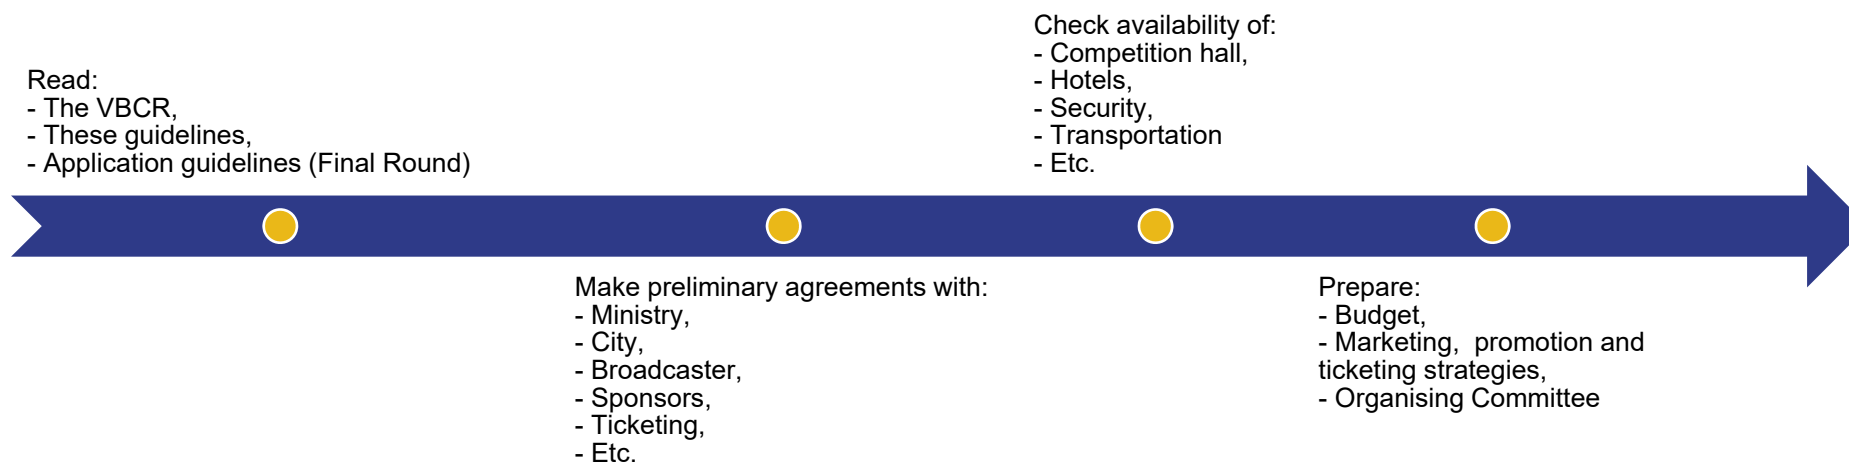 Read:
- The VBCR,
- These guidelines,
- Application guidelines (Final Round)
Make preliminary agreements with:
- Ministry,
- City,
- Broadcaster,
- Sponsors,
- Ticketing,
- Etc.
Check availability of:
- Competition hall,
- Hotels,
- Security,
- Transportation
- Etc.
Prepare:
- Budget,
- Marketing,  promotion and
ticketing strategies,
- Organising Committee